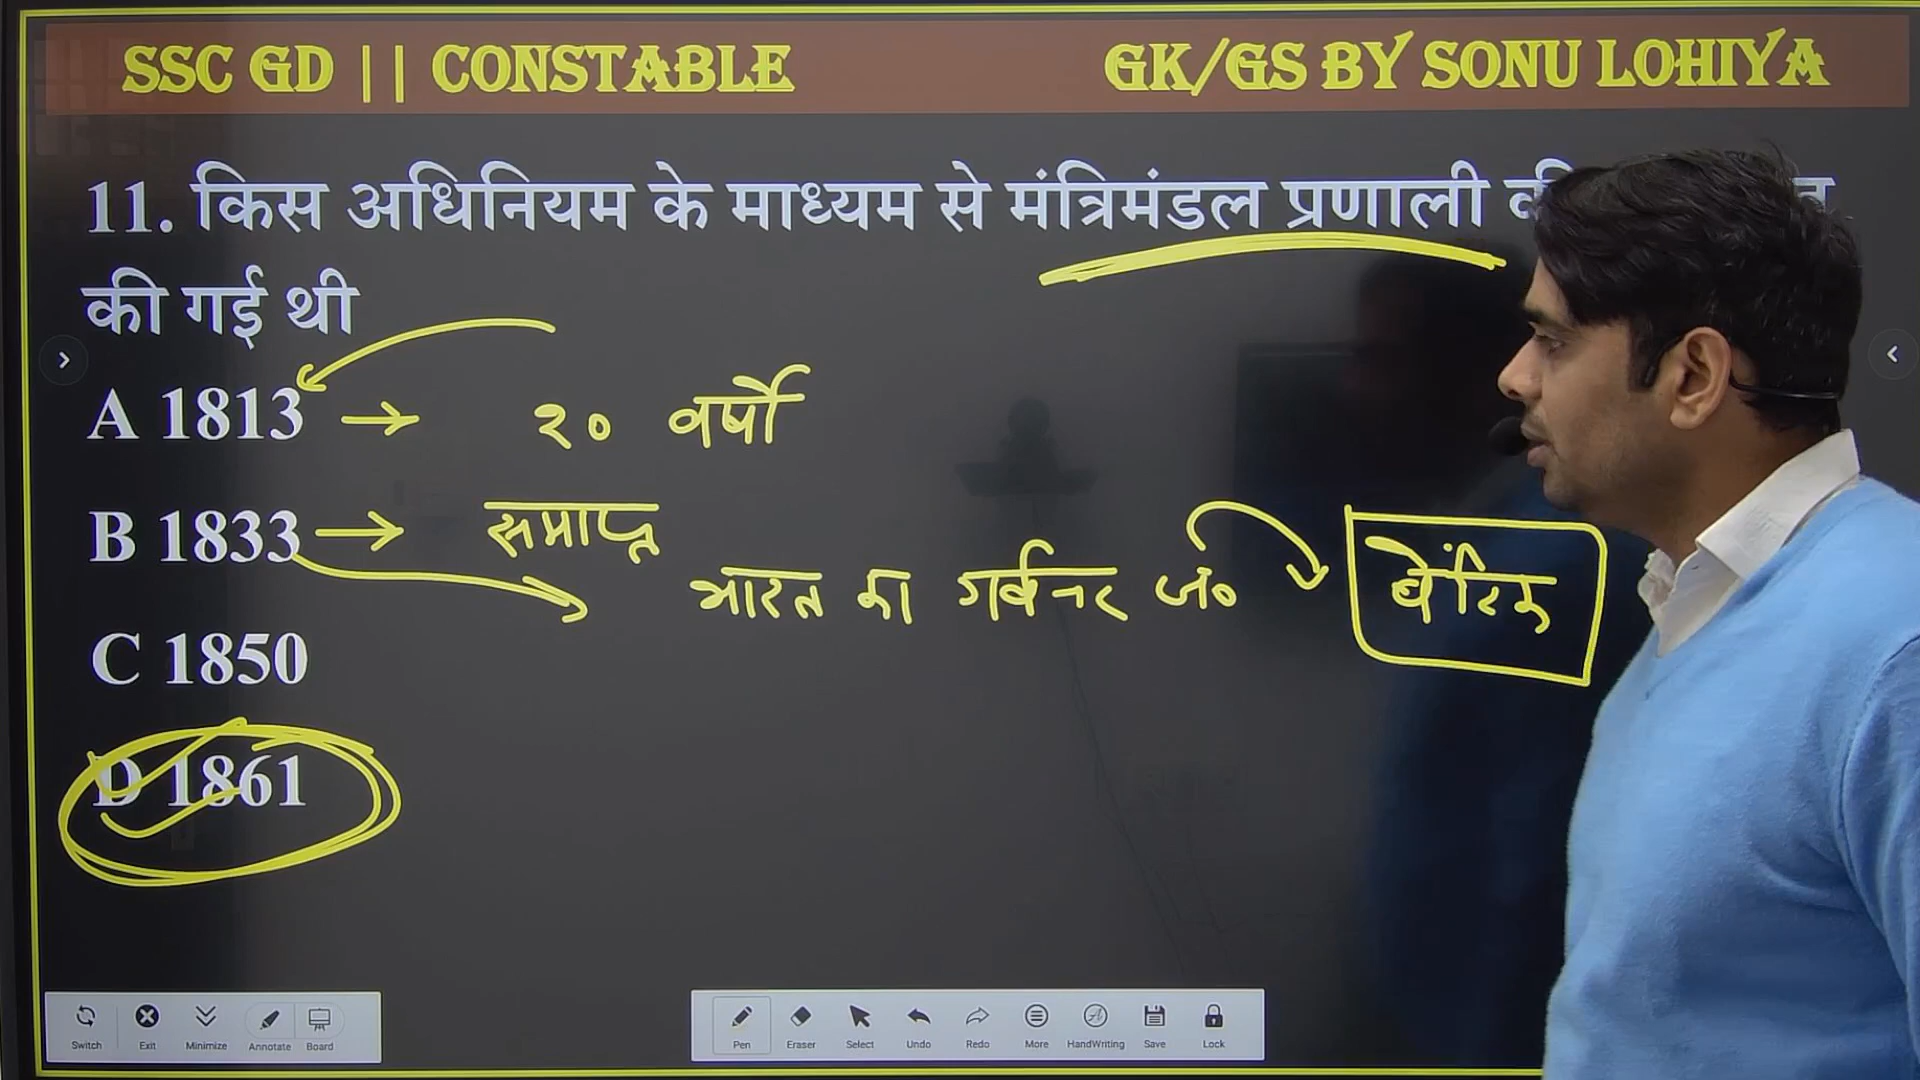 SSC GD || CONSTABLE GK/GS BY SONU LOHIYA
11. किस अधिनियम के माध्यम से मंत्रिमंडल प्रणाली
की गई थी
A 1813 → २० वर्षो
B 1833 → समाप्त
भारत का गर्वनर ज० बेंटिक
C 1850
D 1861
Switch Exit Minimize Annotate Board
Pen Eraser Select Undo Redo More HandWriting Save Lock